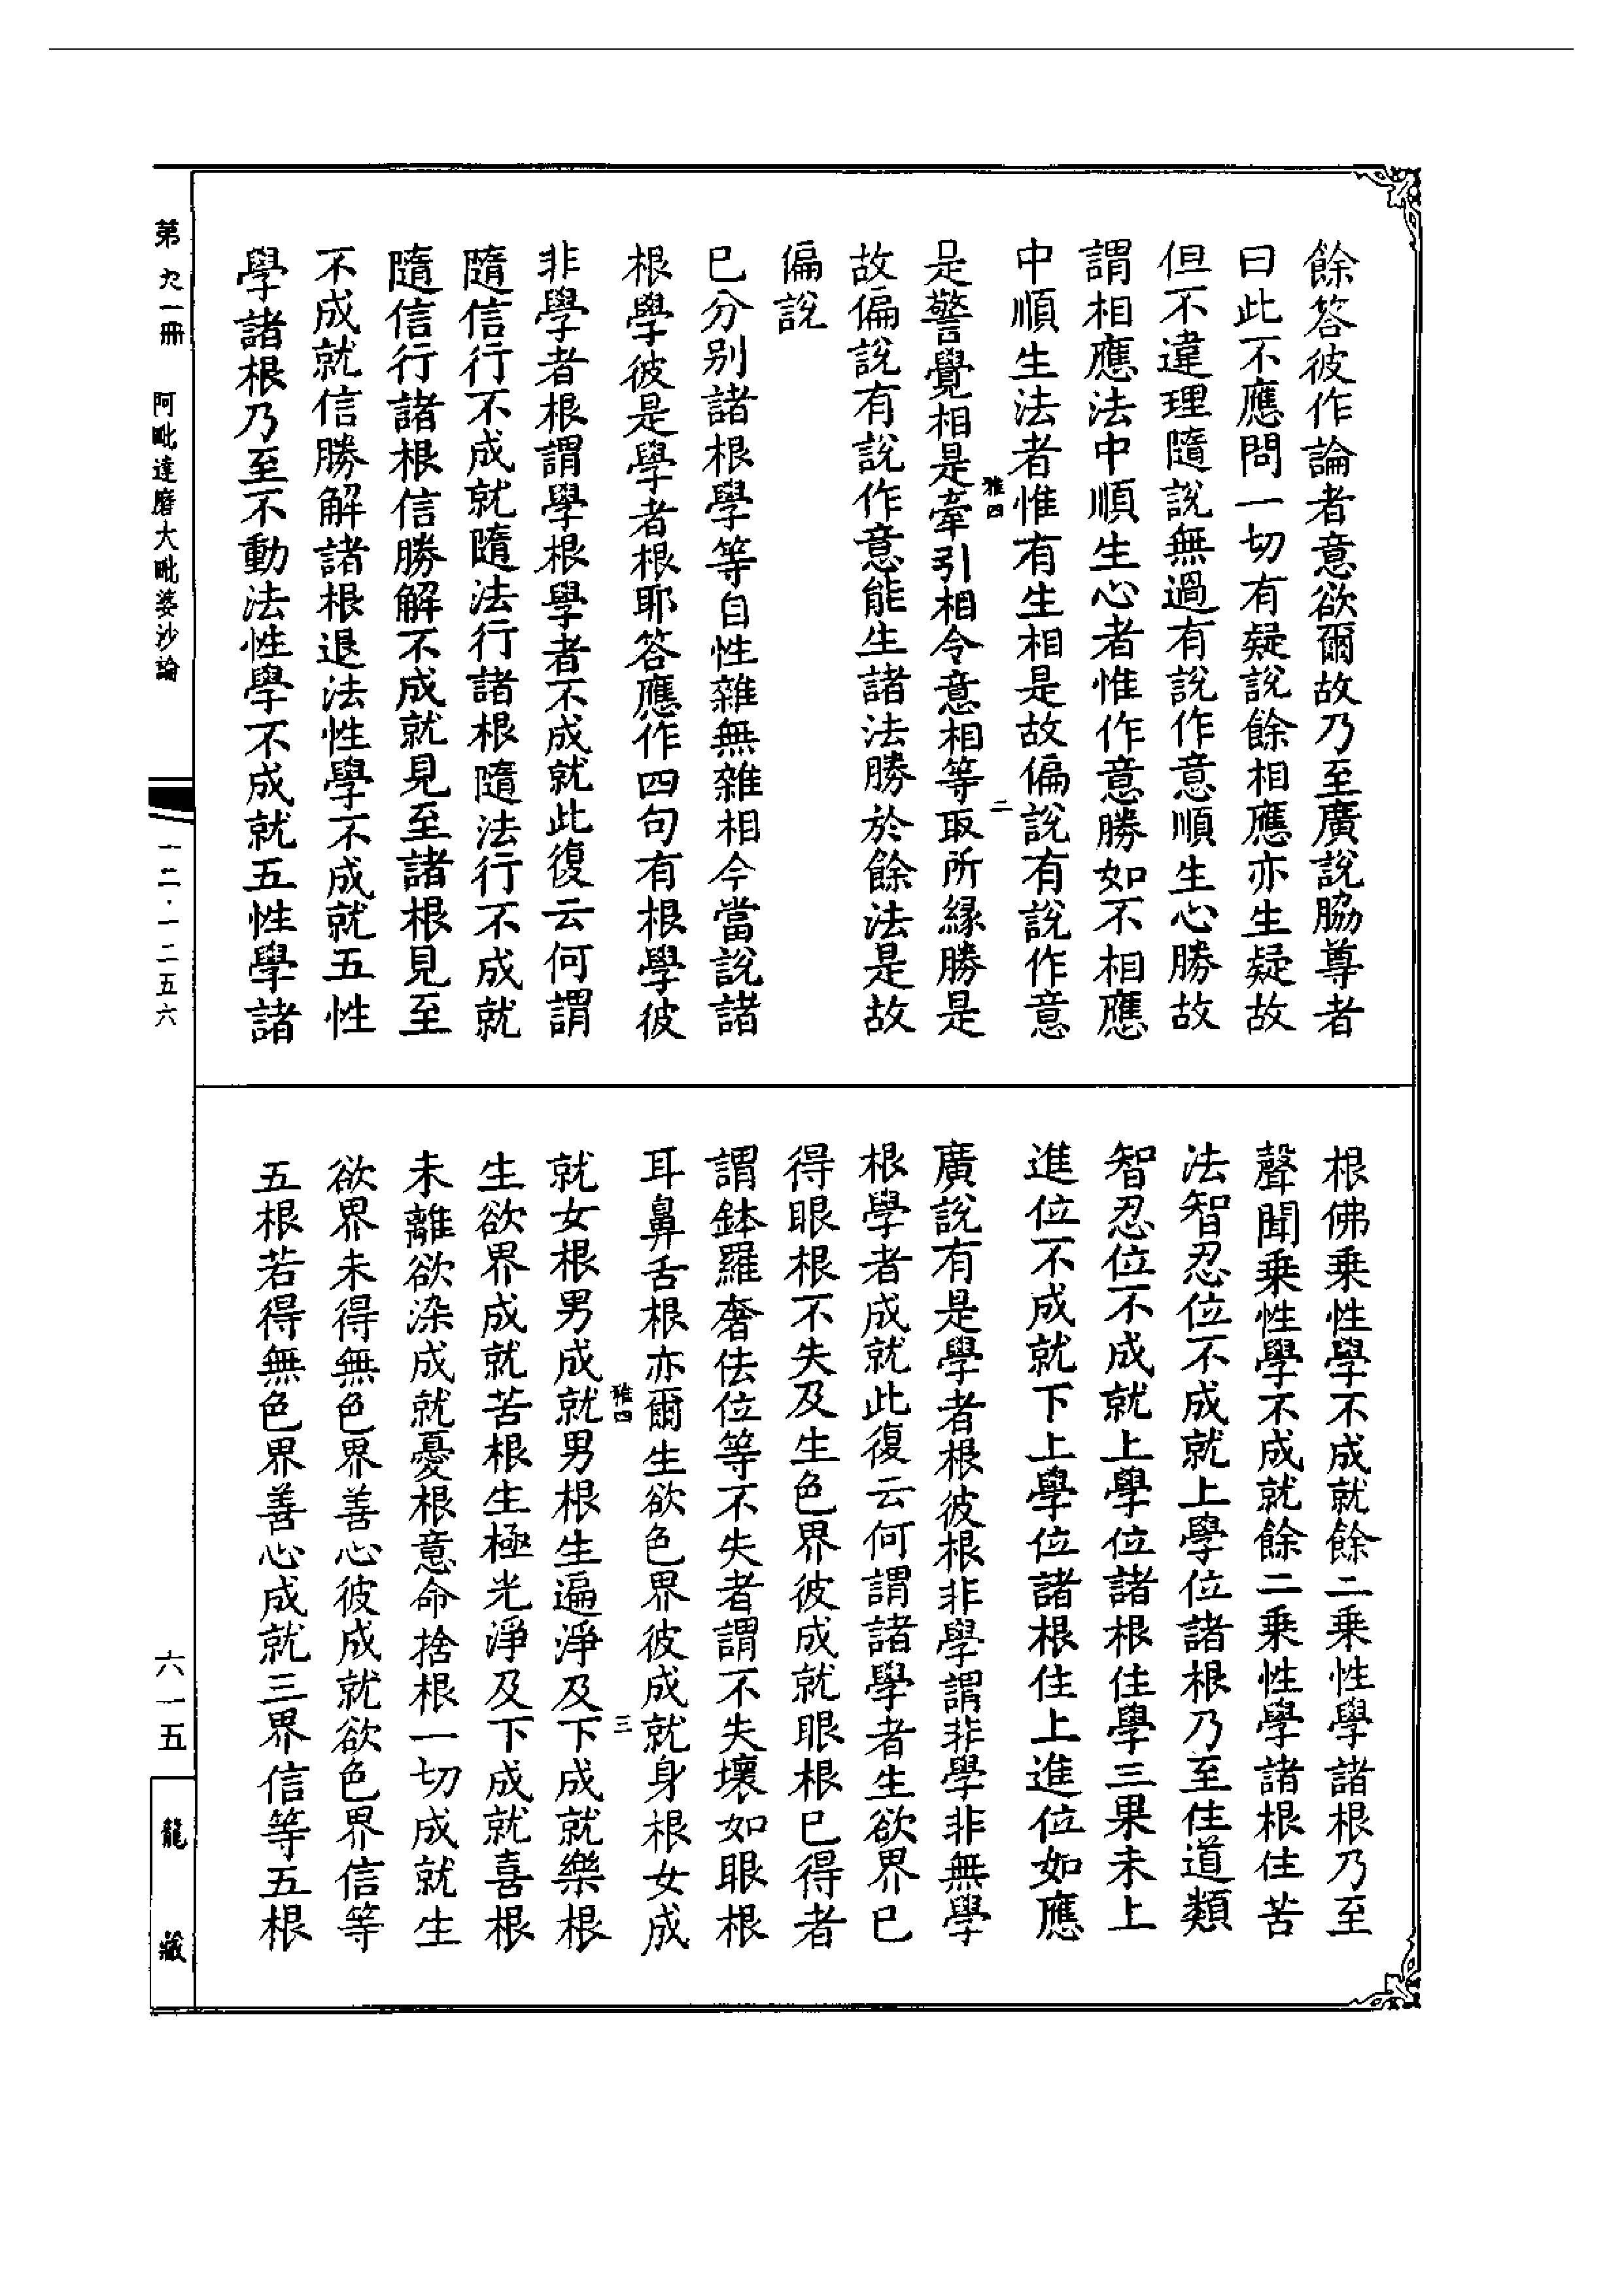 餘答彼作論者意欲爾故乃至廣說脇尊者
曰此不應問一切有疑說餘相應亦生疑故
但不違理隨說無過有說作意順生心勝故
謂相應法中順生心者惟作意勝如不相應
中順生法者惟有生相是故偏說有說作意
雅四 二
是警覺相是牽引相令意相等取所緣勝是
故偏說有說作意能生諸法勝於餘法是故
偏說
已分別諸根學等自性雜無雜相今當說諸
根學彼是學者根耶答應作四句有根學彼
非學者根謂學根學者不成就此復云何謂
隨信行不成就隨法行諸根隨法行不成就
隨信行諸根信勝解不成就見至諸根見至
不成就信勝解諸根退法性學不成就五性
學諸根乃至不動法性學不成就五性學諸
根佛乘性學不成就餘二乘性學諸根乃至
聲聞乘性學不成就餘二乘性學諸根住苦
法智忍位不成就上學位諸根乃至住道類
智忍位不成就上學位諸根住學三果未上
進位不成就下上學位諸根住上進位如應
廣說有是學者根彼根非學謂非學非無學
根學者成就此復云何謂諸學者生欲界已
得眼根不失及生色界彼成就眼根已得者
謂鉢羅奢佉位等不失者謂不失壞如眼根
耳鼻舌根亦爾生欲色界彼成就身根女成
雅四 三
就女根男成就男根生遍淨及下成就樂根
生欲界成就苦根生極光淨及下成就喜根
未離欲染成就憂根意命捨根一切成就生
欲界未得無色界善心彼成就欲色界信等
五根若得無色界善心成就三界信等五根
第九一冊 阿毗達磨大毗婆沙論 一二·一二五六 六一五 龍藏